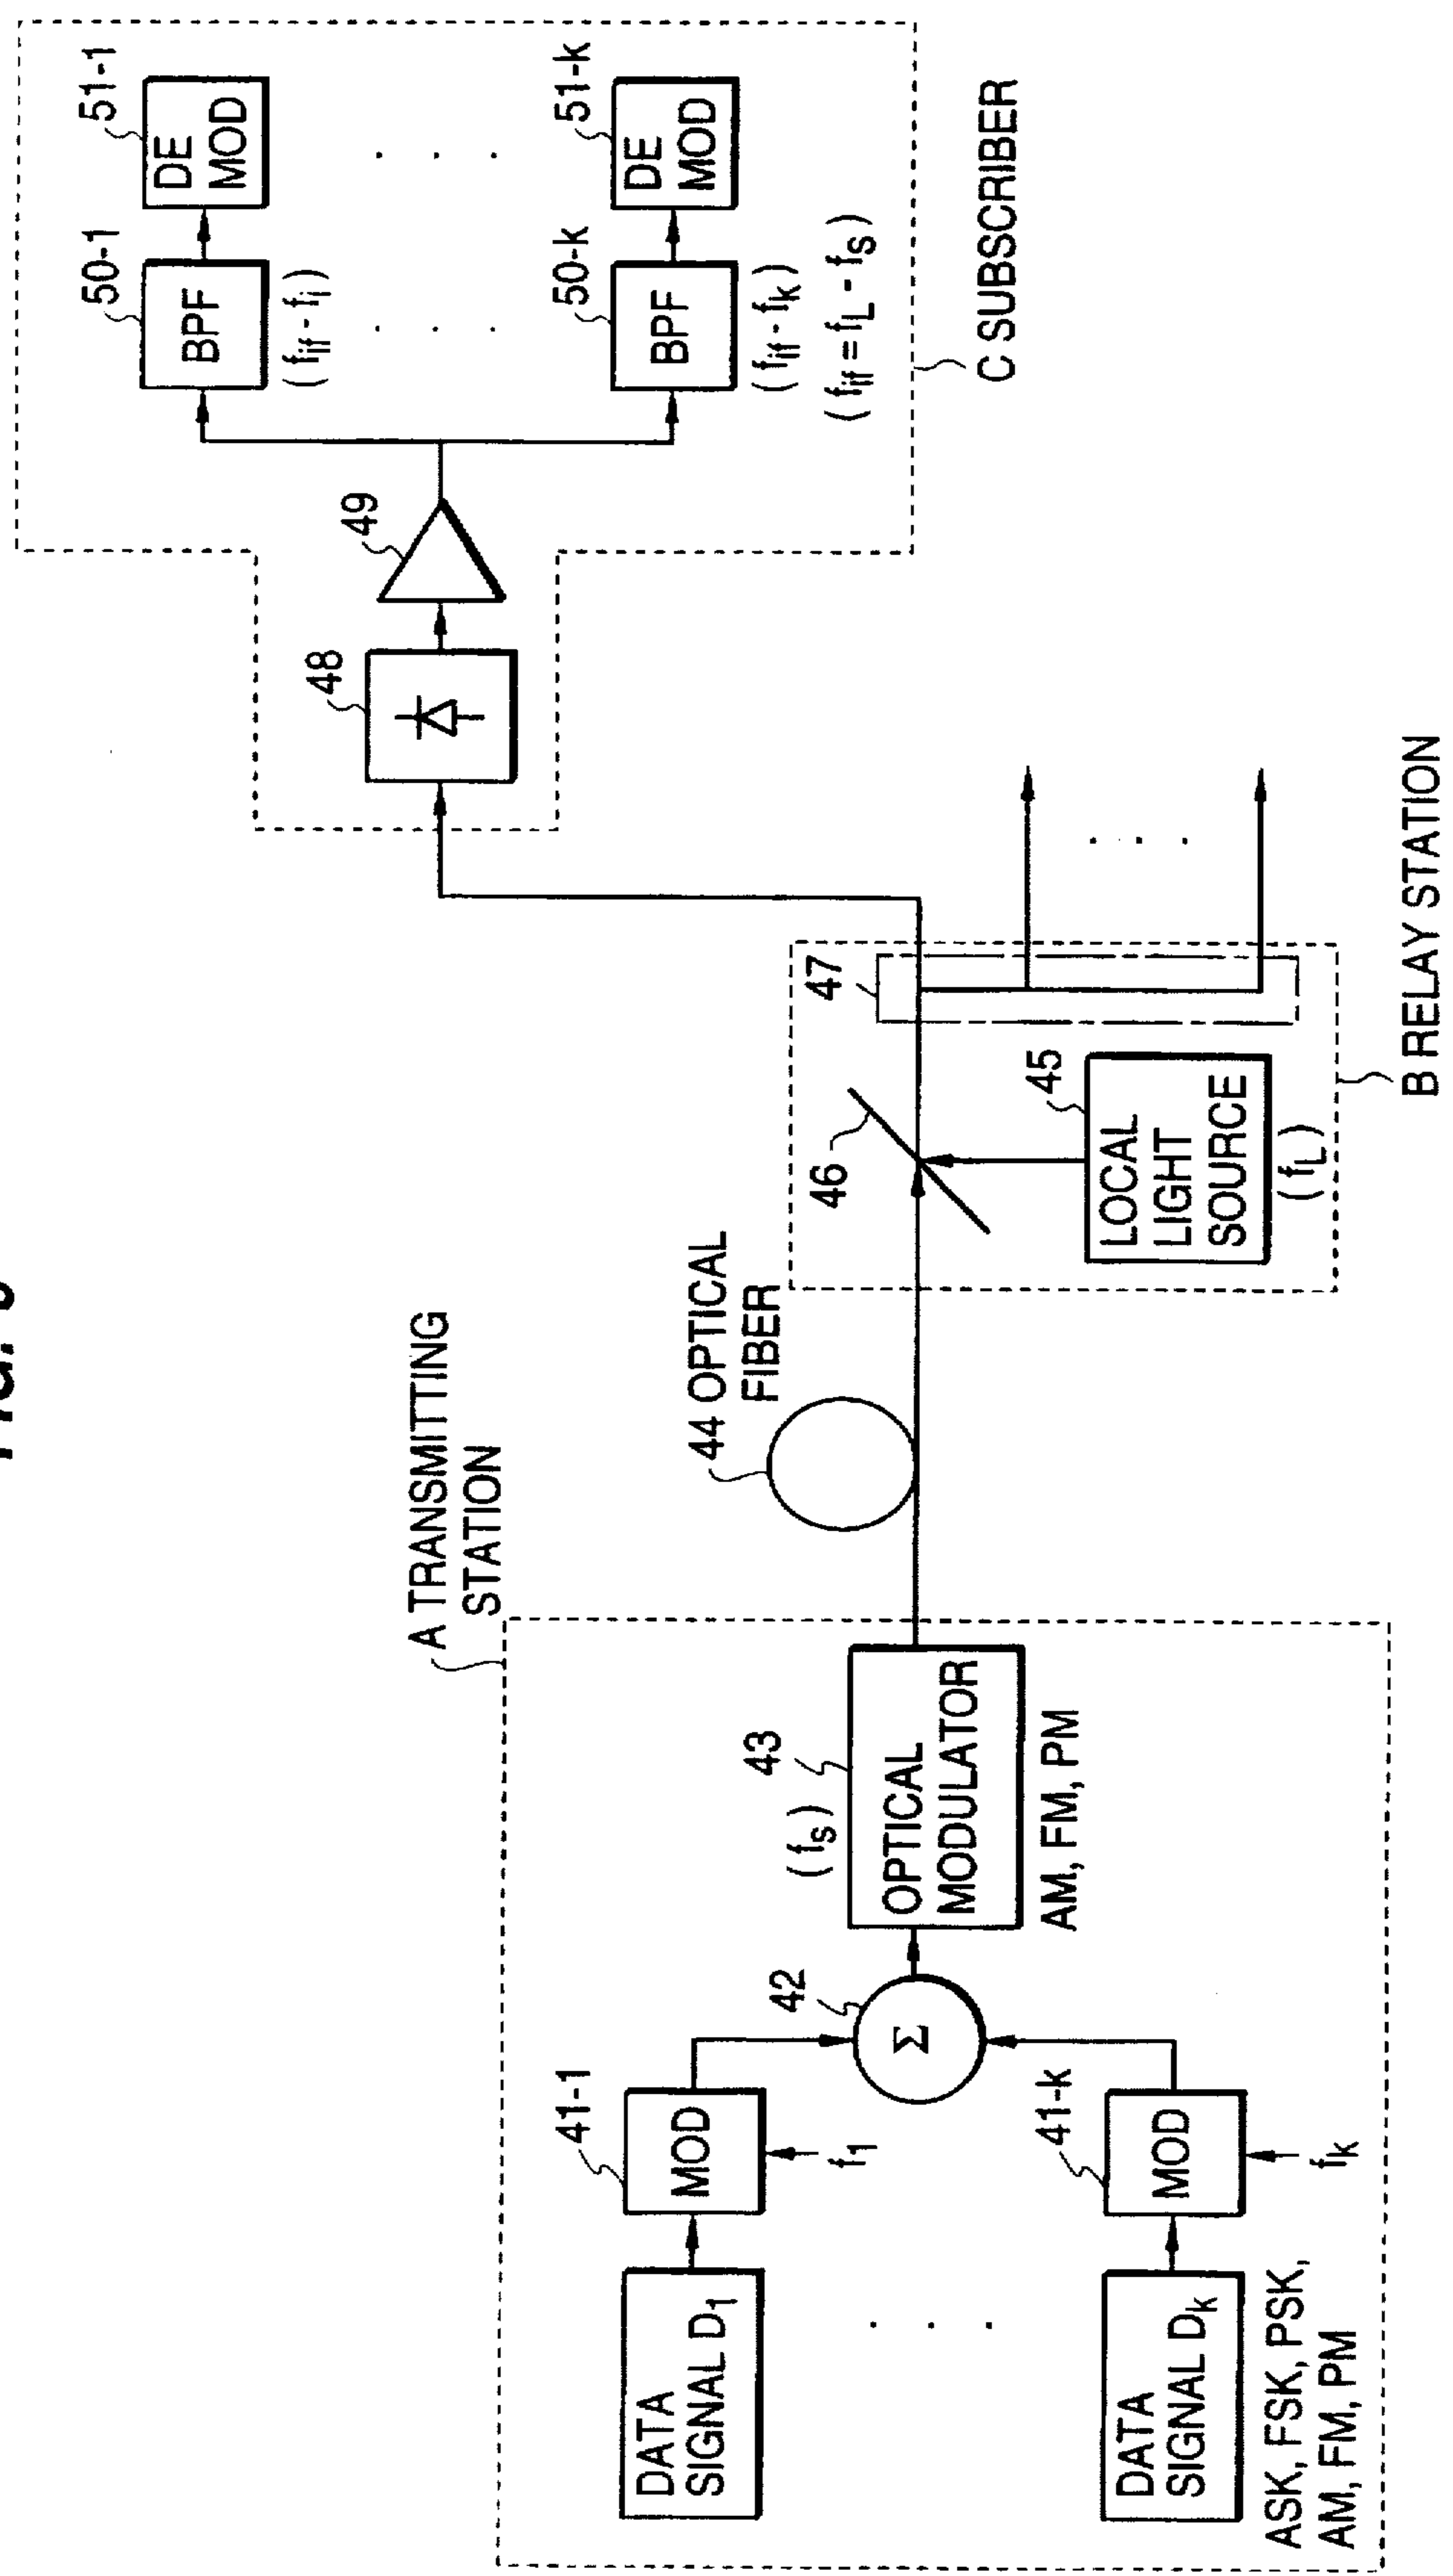 A TRANSMITTING
STATION
DATA
SIGNAL D1
41-1
MOD
f1
DATA
SIGNAL Dk
41-k
MOD
fk
ASK, FSK, PSK,
AM, FM, PM
42
Σ
43
(fs)
OPTICAL
MODULATOR
AM, FM, PM
44 OPTICAL
FIBER
46
45
LOCAL
LIGHT
SOURCE
(fL)
47
B RELAY STATION
48
49
50-1
BPF
(fif - fi)
51-1
DE
MOD
50-k
BPF
(fif - fk)
(fif = fL - fs)
51-k
DE
MOD
C SUBSCRIBER